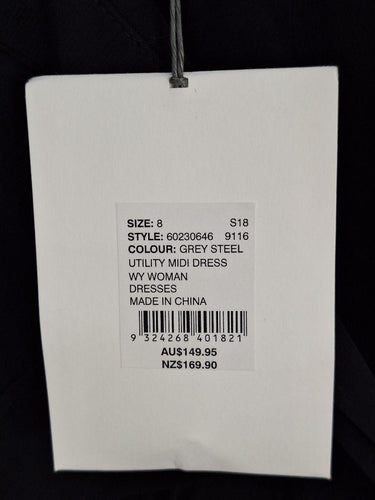 SIZE: 8 S18
STYLE: 60230646 9116
COLOUR: GREY STEEL
UTILITY MIDI DRESS
WY WOMAN
DRESSES
MADE IN CHINA
9 324268 401821
AU$149.95
NZ$169.90